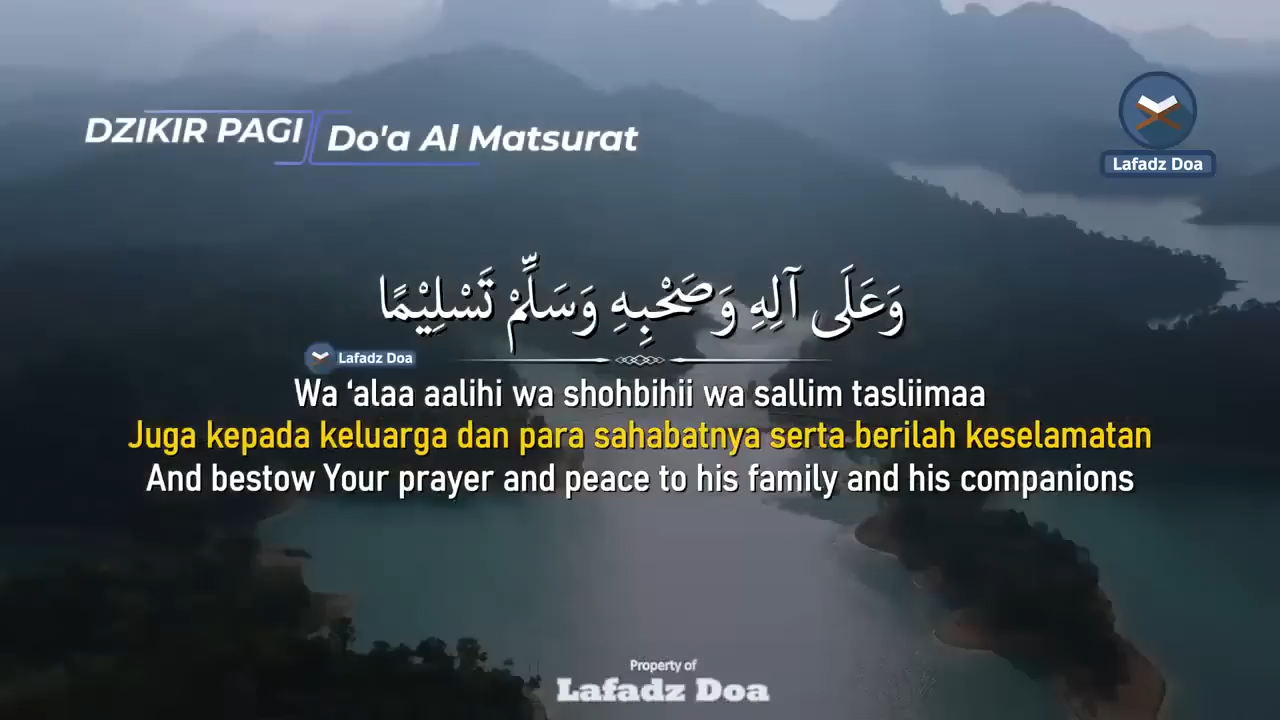 DZIKIR PAGI
Do'a Al Matsurat
Lafadz Doa
وَعَلَى آلِهِ وَصَحْبِهِ وَسَلِّمْ تَسْلِيْمًا
Lafadz Doa
Wa ‘alaa aalihi wa shohbihii wa sallim tasliimaa
Juga kepada keluarga dan para sahabatnya serta berilah keselamatan
And bestow Your prayer and peace to his family and his companions
Property of
Lafadz Doa